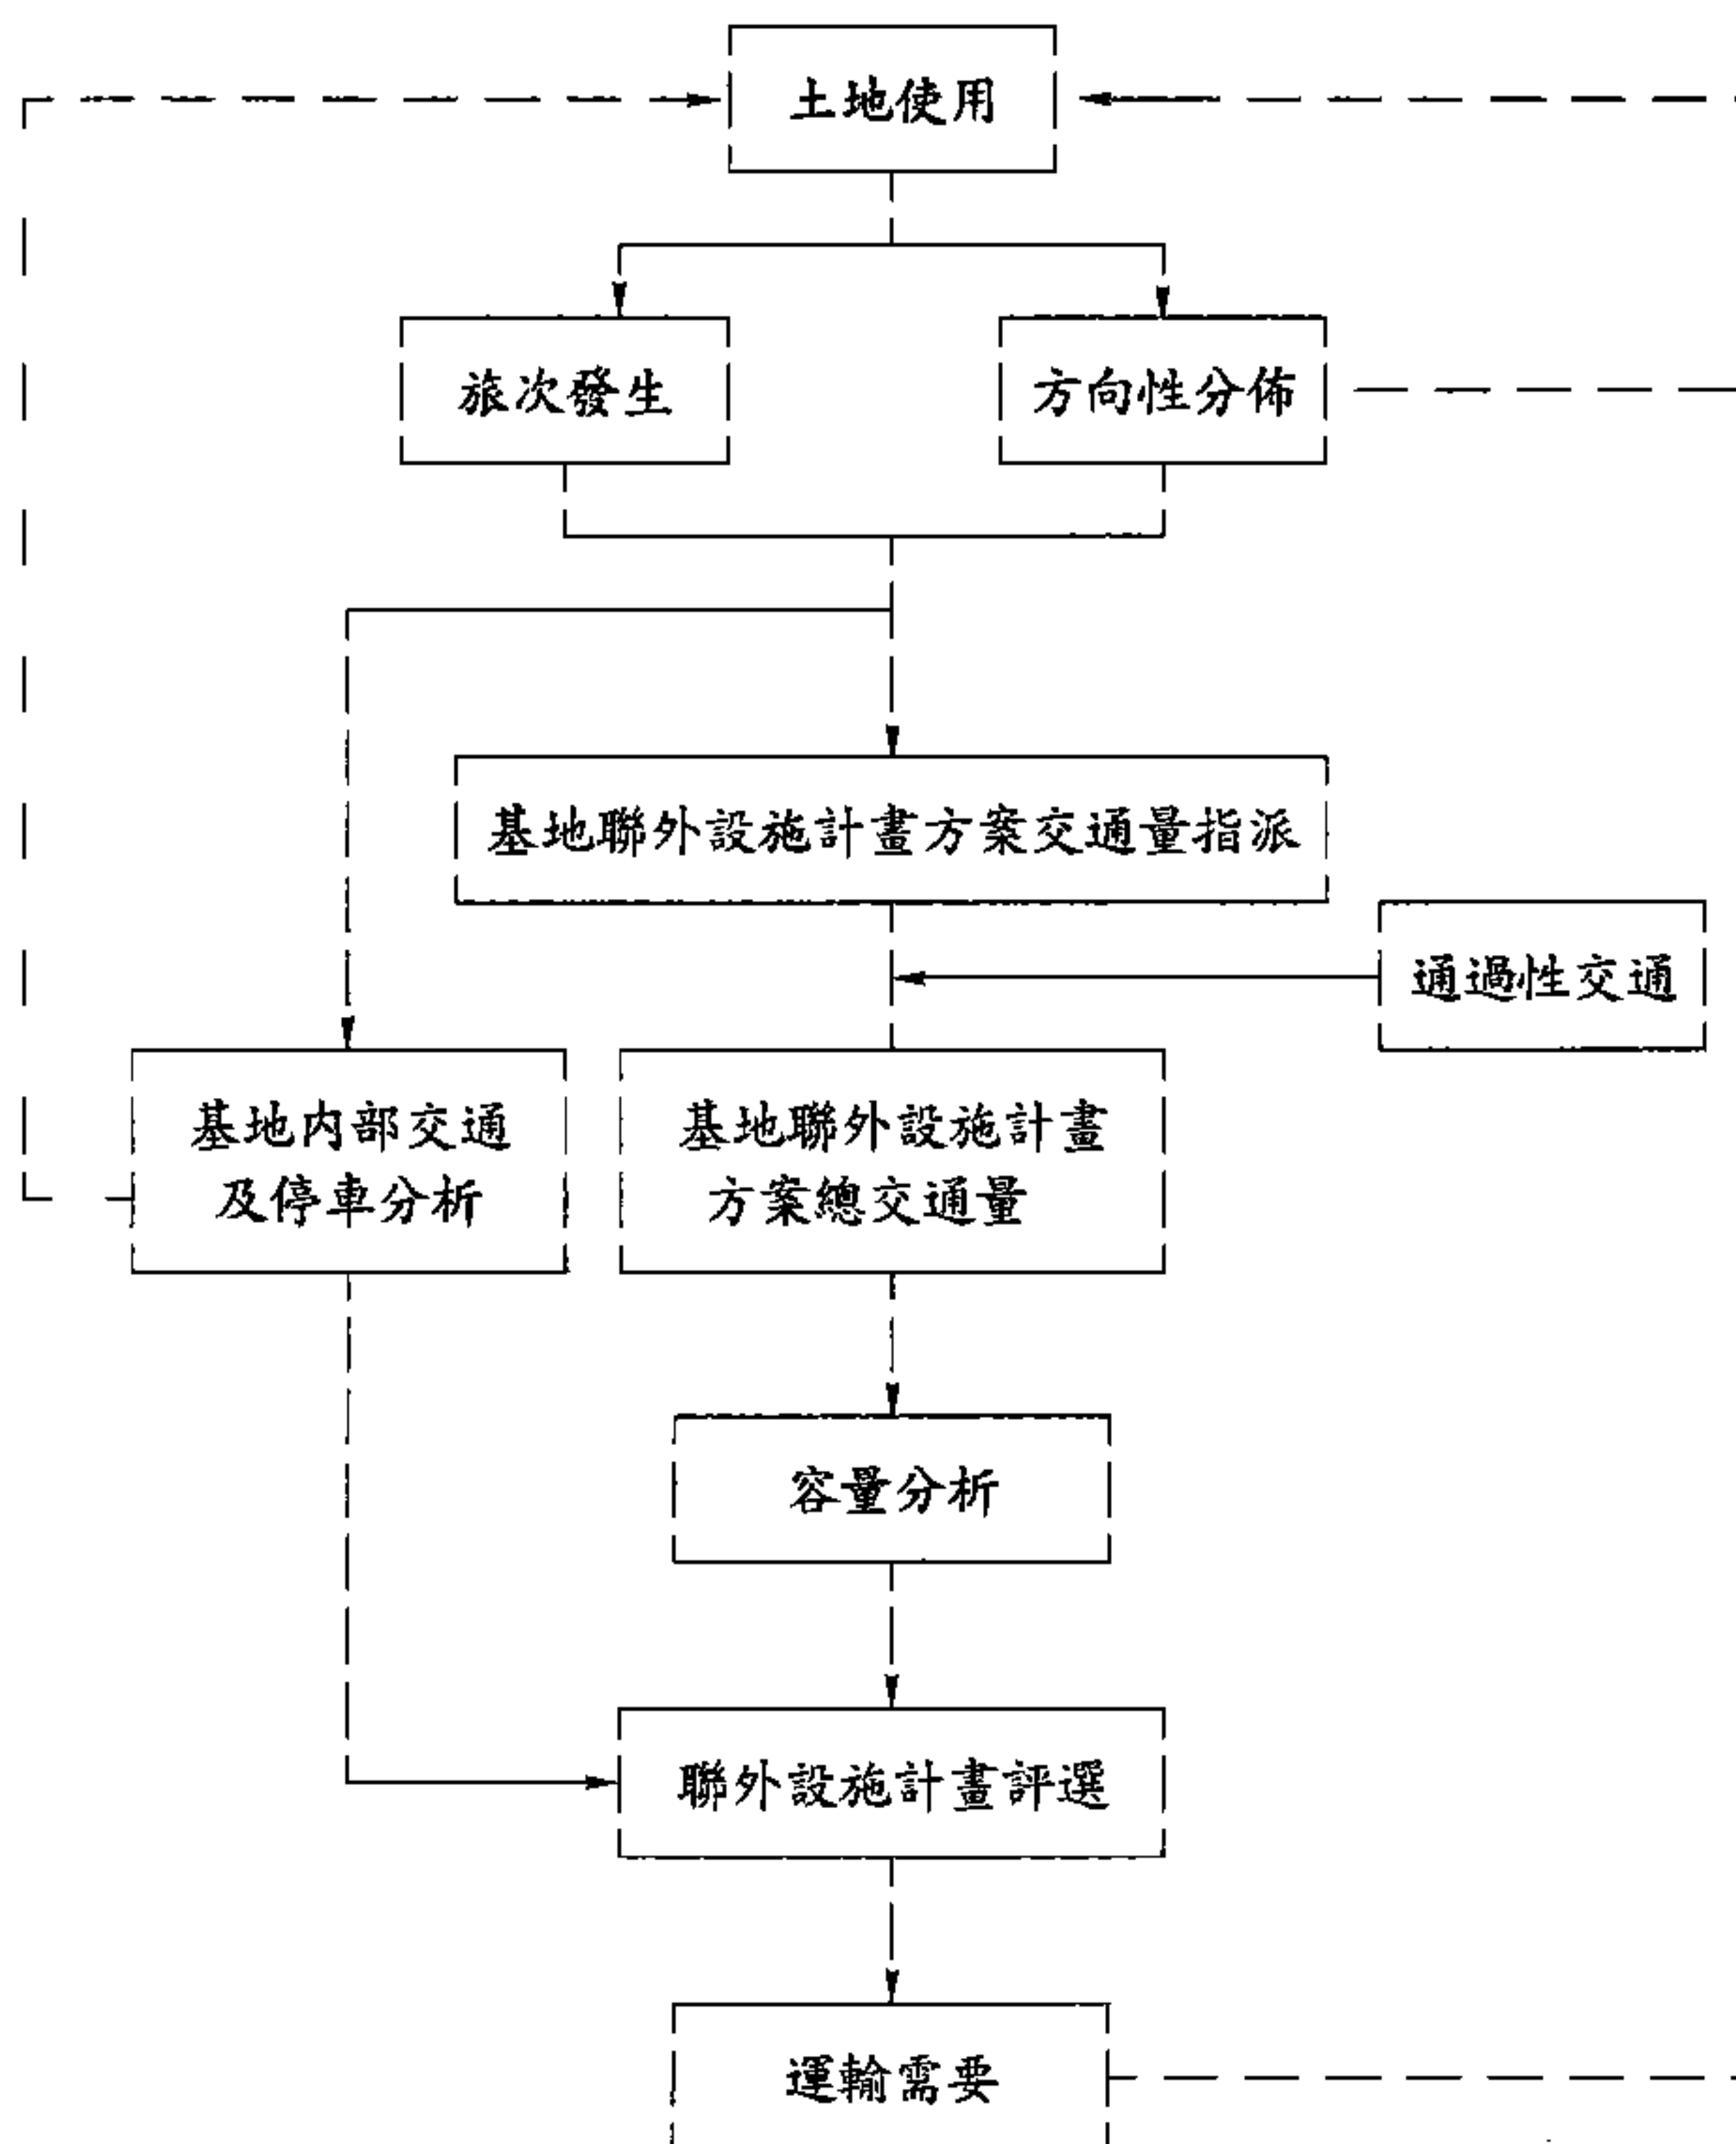 土地使用
旅次發生
方向性分佈
基地聯外設施計畫方案交通量指派
通過性交通
基地內部交通
及停車分析
基地聯外設施計畫
方案總交通量
容量分析
聯外設施計畫評選
運輸需要